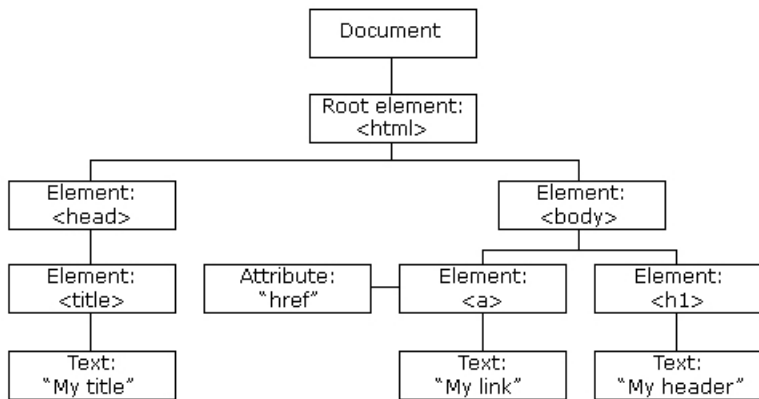 Document
Root element:
<html>
Element:
<head>
Element:
<body>
Element:
<title>
Attribute:
“href”
Element:
<a>
Element:
<h1>
Text:
“My title”
Text:
“My link”
Text:
“My header”